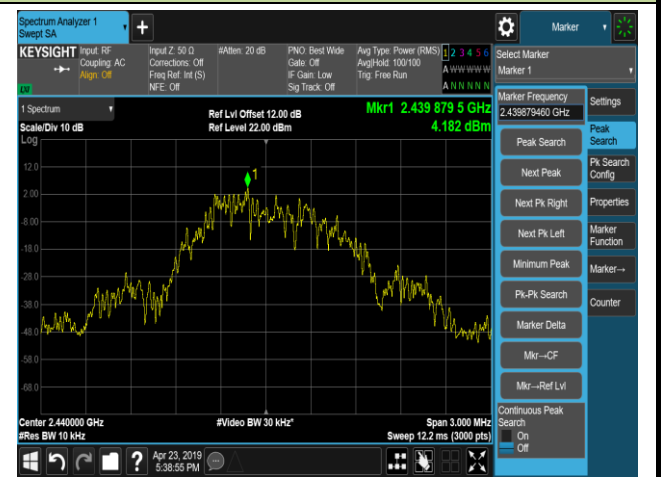 Spectrum Analyzer 1
Swept SA
+
Marker
KEYSIGHT
Input: RF
Coupling: AC
Align: Off
Input Z: 50 Ω
Corrections: Off
Freq Ref: Int (S)
NFE: Off
#Atten: 20 dB
PNO: Best Wide
Gate: Off
IF Gain: Low
Sig Track: Off
Avg Type: Power (RMS)
Avg|Hold: 100/100
Trig: Free Run
1 2 3 4 5 6
A W W W W W
A N N N N N
Select Marker
Marker 1
1 Spectrum
Scale/Div 10 dB
Log
Ref Lvl Offset 12.00 dB
Ref Level 22.00 dBm
Mkr1 2.439 879 5 GHz
4.182 dBm
1
12.0
2.00
-8.00
-18.0
-28.0
-38.0
-48.0
-58.0
-68.0
Center 2.440000 GHz
#Res BW 10 kHz
#Video BW 30 kHz*
Span 3.000 MHz
Sweep 12.2 ms (3000 pts)
Marker Frequency
2.439879460 GHz
Peak Search
Next Peak
Next Pk Right
Next Pk Left
Minimum Peak
Pk-Pk Search
Marker Delta
Mkr→CF
Mkr→Ref Lvl
Continuous Peak
Search
On
Off
Settings
Peak
Search
Pk Search
Config
Properties
Marker
Function
Marker→
Counter
?
Apr 23, 2019
5:38:55 PM